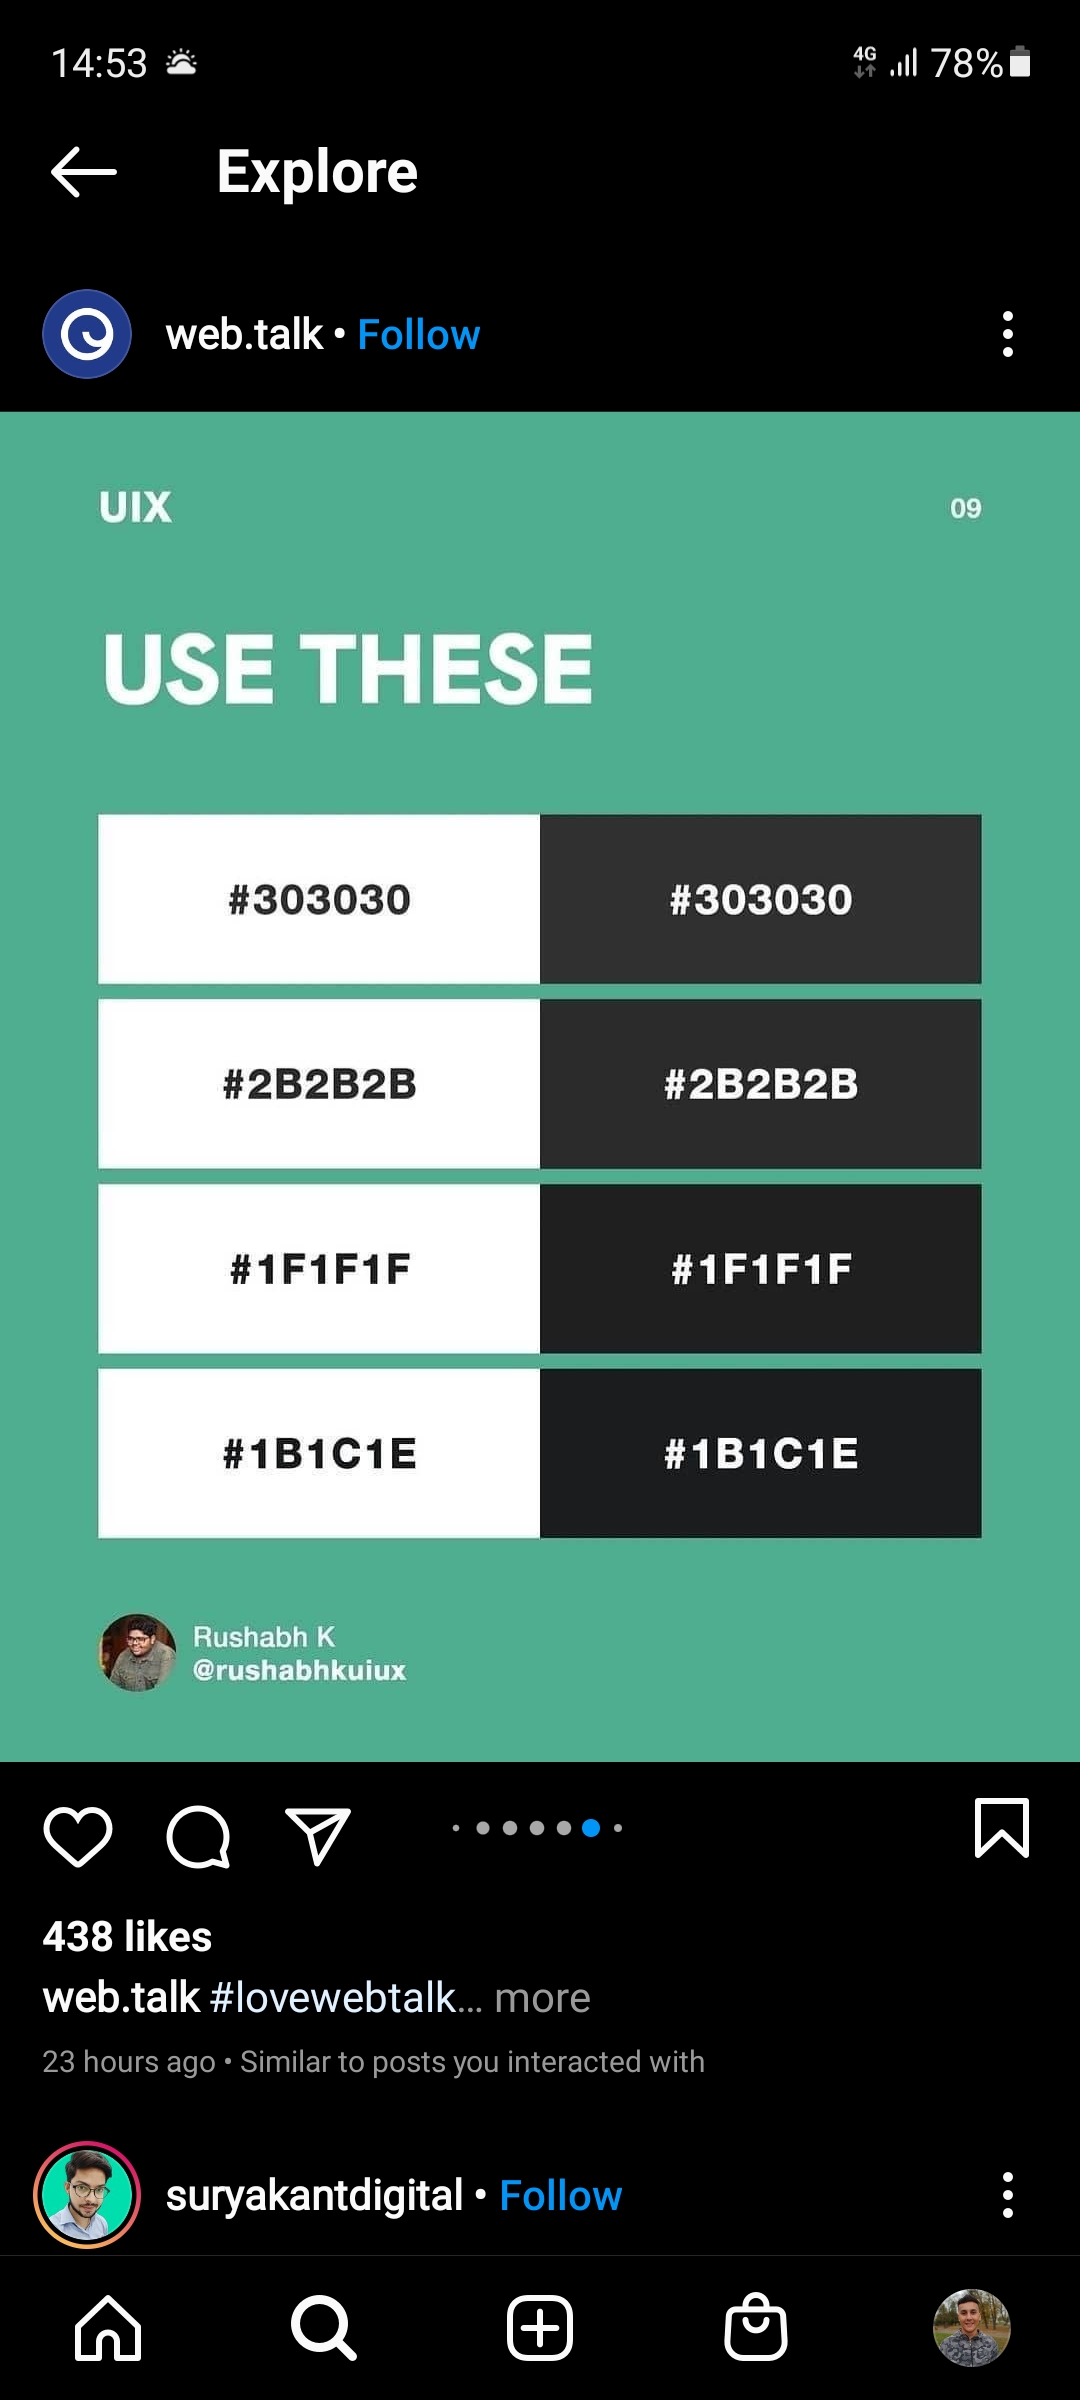 14:53 4G 78%
Explore
web.talk • Follow
UIX 09
USE THESE
#303030 #303030
#2B2B2B #2B2B2B
#1F1F1F #1F1F1F
#1B1C1E #1B1C1E
Rushabh K
@rushabhkuiux
438 likes
web.talk #lovewebtalk... more
23 hours ago • Similar to posts you interacted with
suryakantdigital • Follow